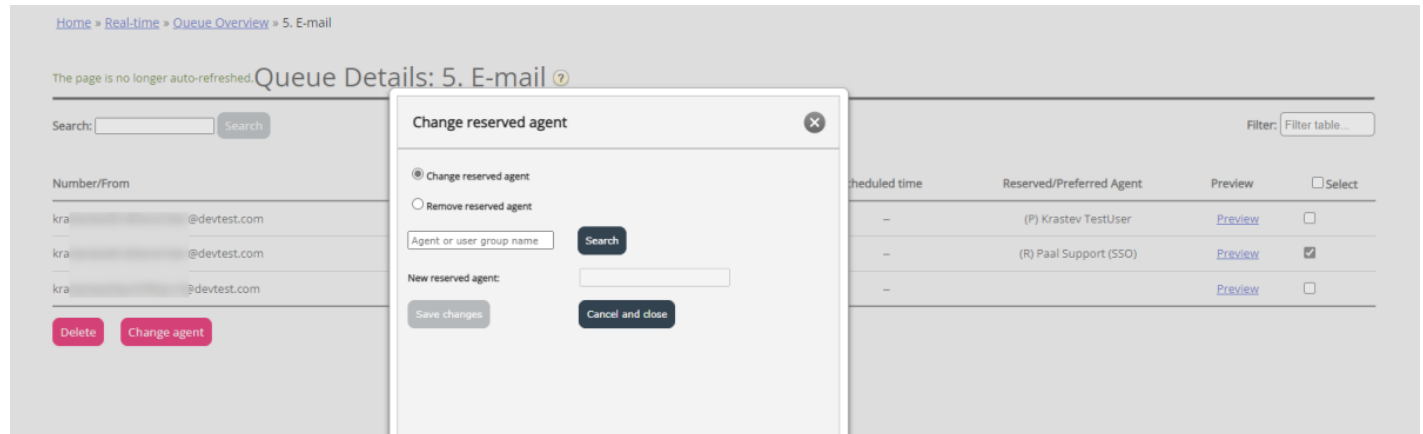 Home » Real-time » Queue Overview » 5. E-mail
The page is no longer auto-refreshed. Queue Details: 5. E-mail ?
Search: Search
Filter: Filter table...
Number/From
cheduled time Reserved/Preferred Agent Preview Select
kra @devtest.com – (P) Krastev TestUser Preview
kra @devtest.com – (R) Paal Support (SSO) Preview
kra @devtest.com – Preview
Delete Change agent
Change reserved agent
Change reserved agent
Remove reserved agent
Agent or user group name Search
New reserved agent:
Save changes Cancel and close